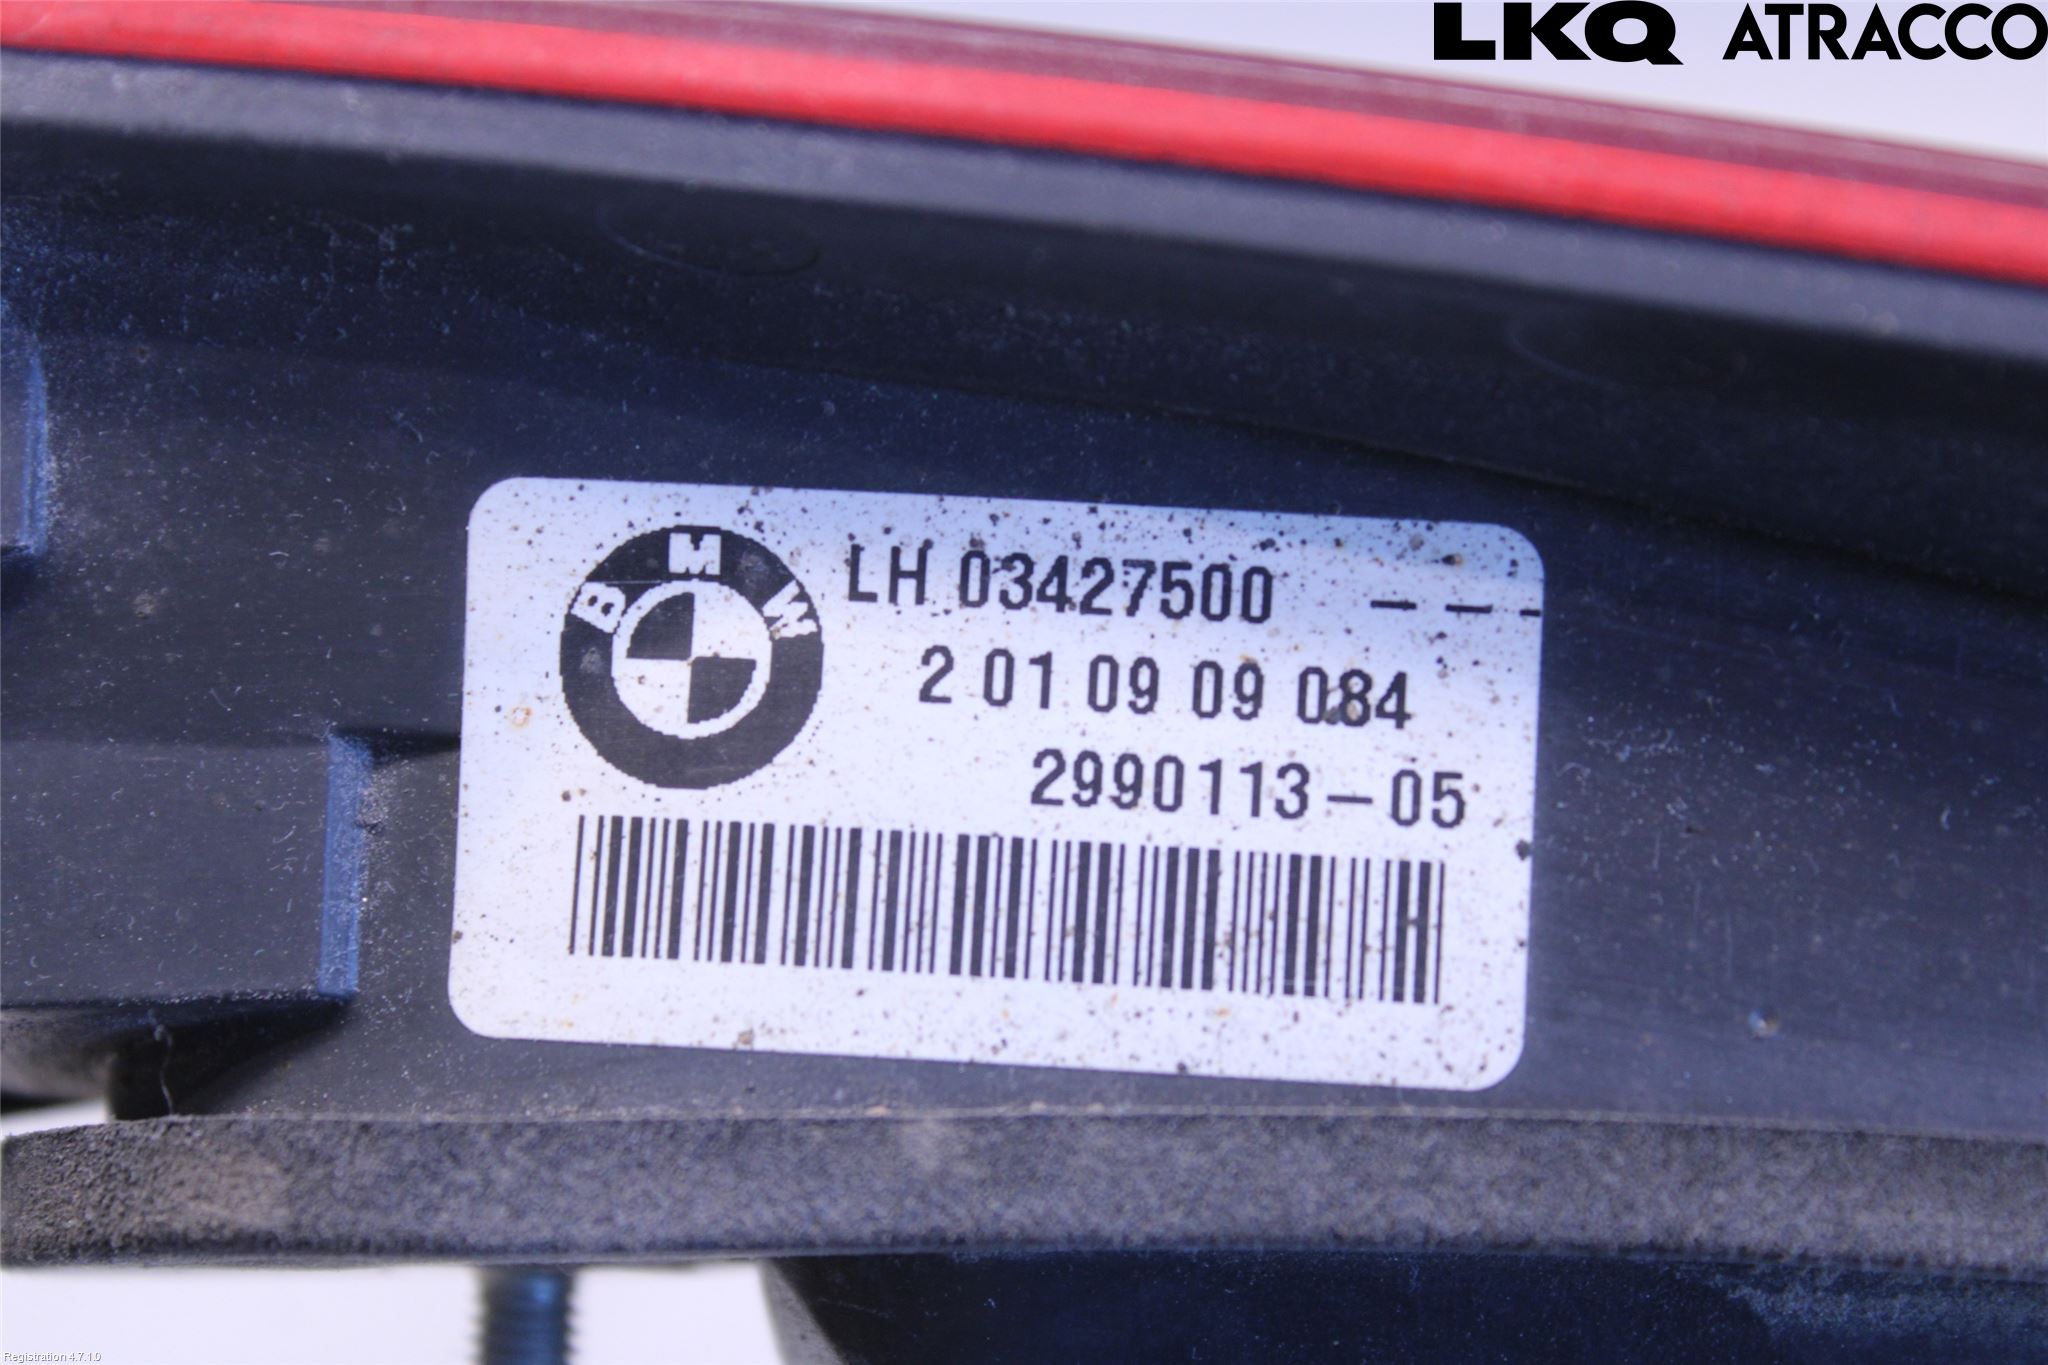 LKQ ATRACCO
BMW
LH 03427500 ---
2 01 09 09 084
2990113-05
Registration 4.7.1.0